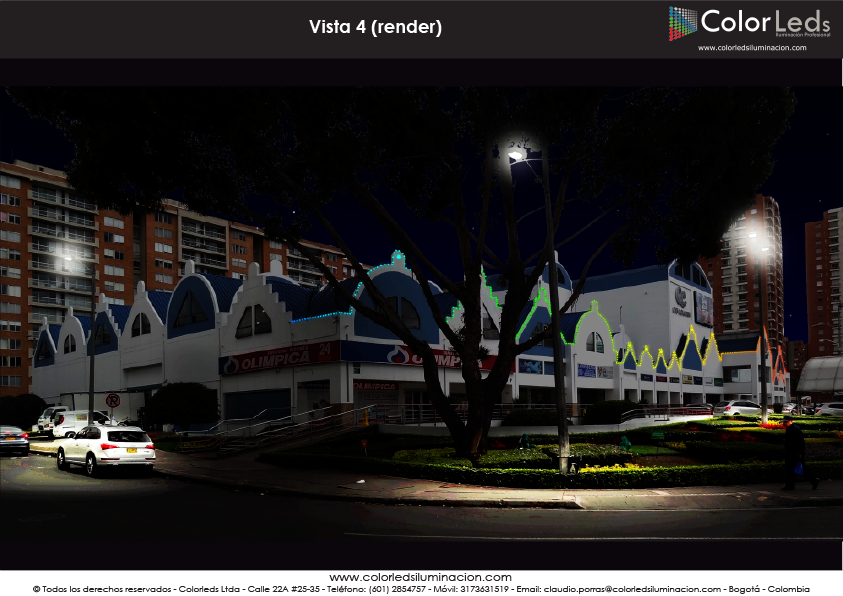 Vista 4 (render)
ColorLeds
Iluminación Profesional
www.colorledsiluminacion.com
OLIMPICA 24
OLIMPICA
www.colorledsiluminacion.com
© Todos los derechos reservados - Colorleds Ltda - Calle 22A #25-35 - Teléfono: (601) 2854757 - Móvil: 3173631519 - Email: claudio.porras@colorledsiluminacion.com - Bogotá - Colombia